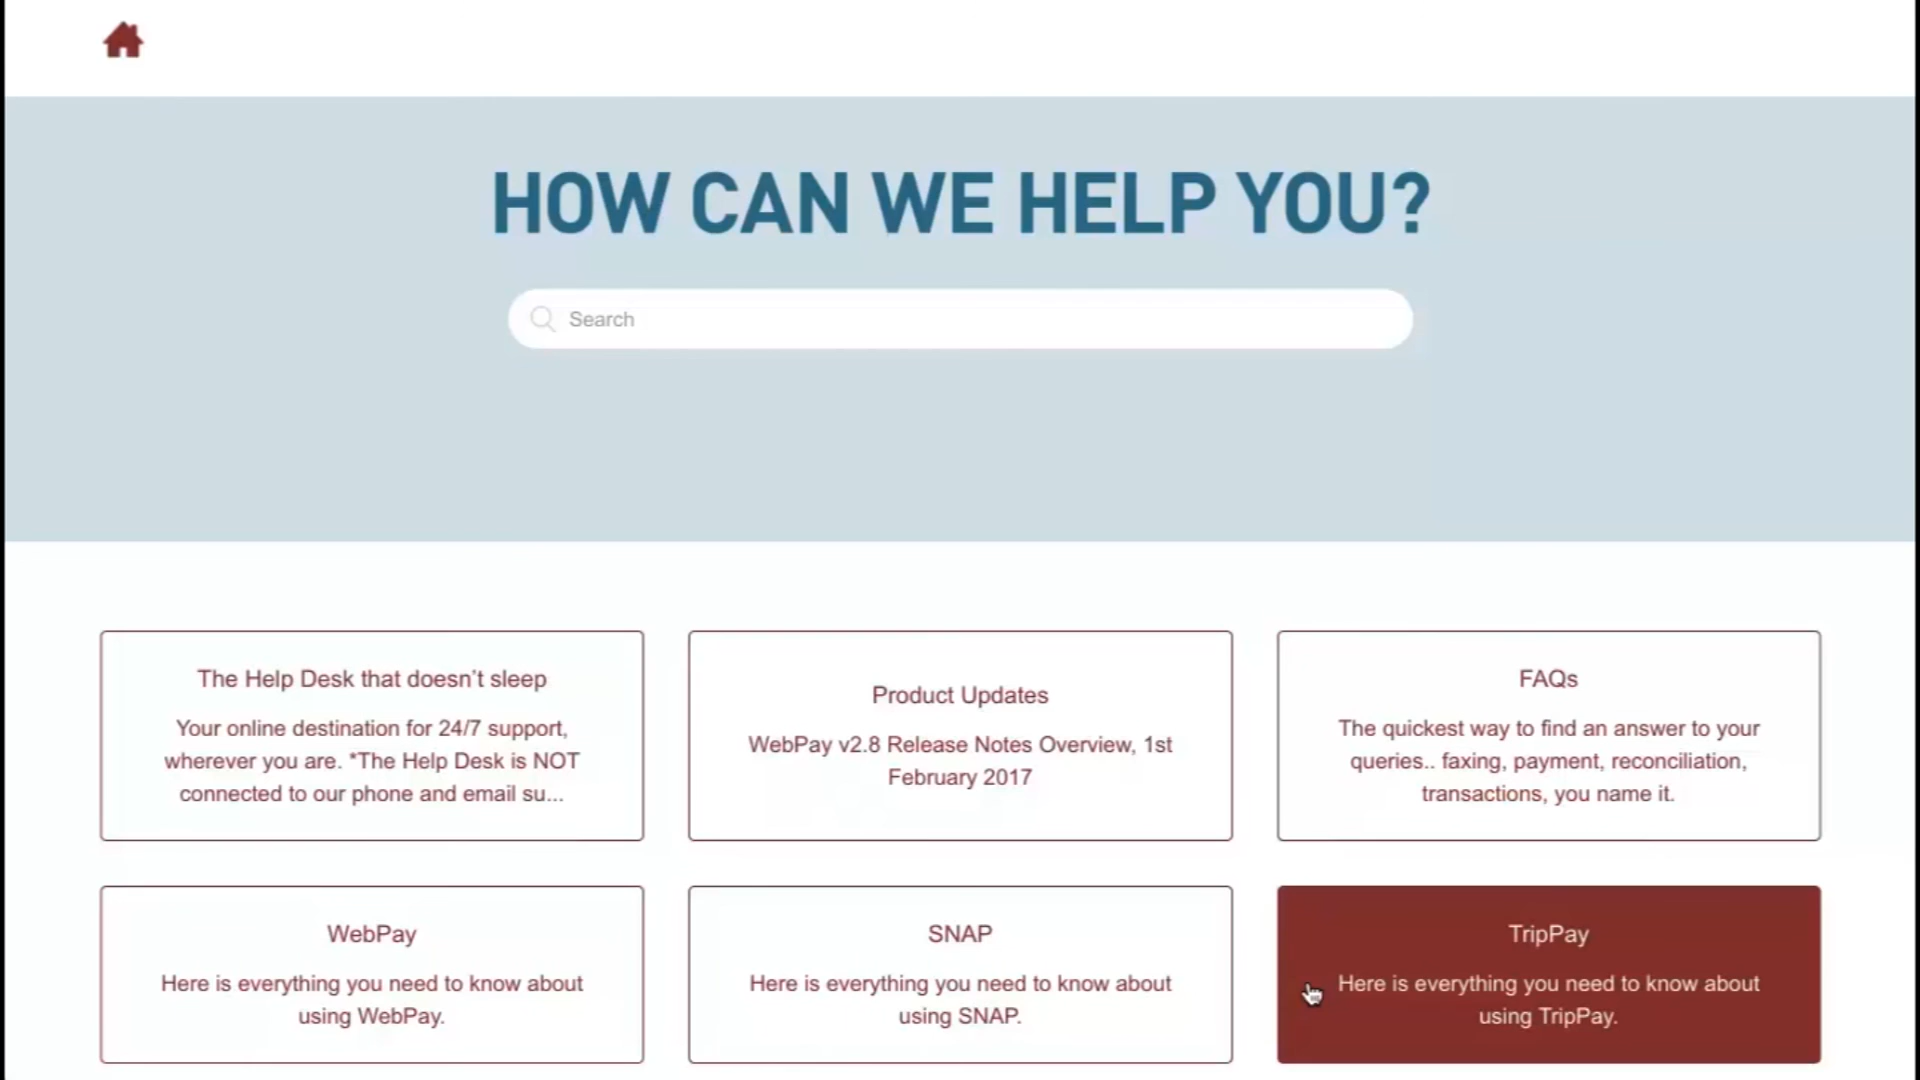 HOW CAN WE HELP YOU?
Search
The Help Desk that doesn’t sleep
Your online destination for 24/7 support,
wherever you are. *The Help Desk is NOT
connected to our phone and email su...
Product Updates
WebPay v2.8 Release Notes Overview, 1st
February 2017
FAQs
The quickest way to find an answer to your
queries.. faxing, payment, reconciliation,
transactions, you name it.
WebPay
Here is everything you need to know about
using WebPay.
SNAP
Here is everything you need to know about
using SNAP.
TripPay
Here is everything you need to know about
using TripPay.